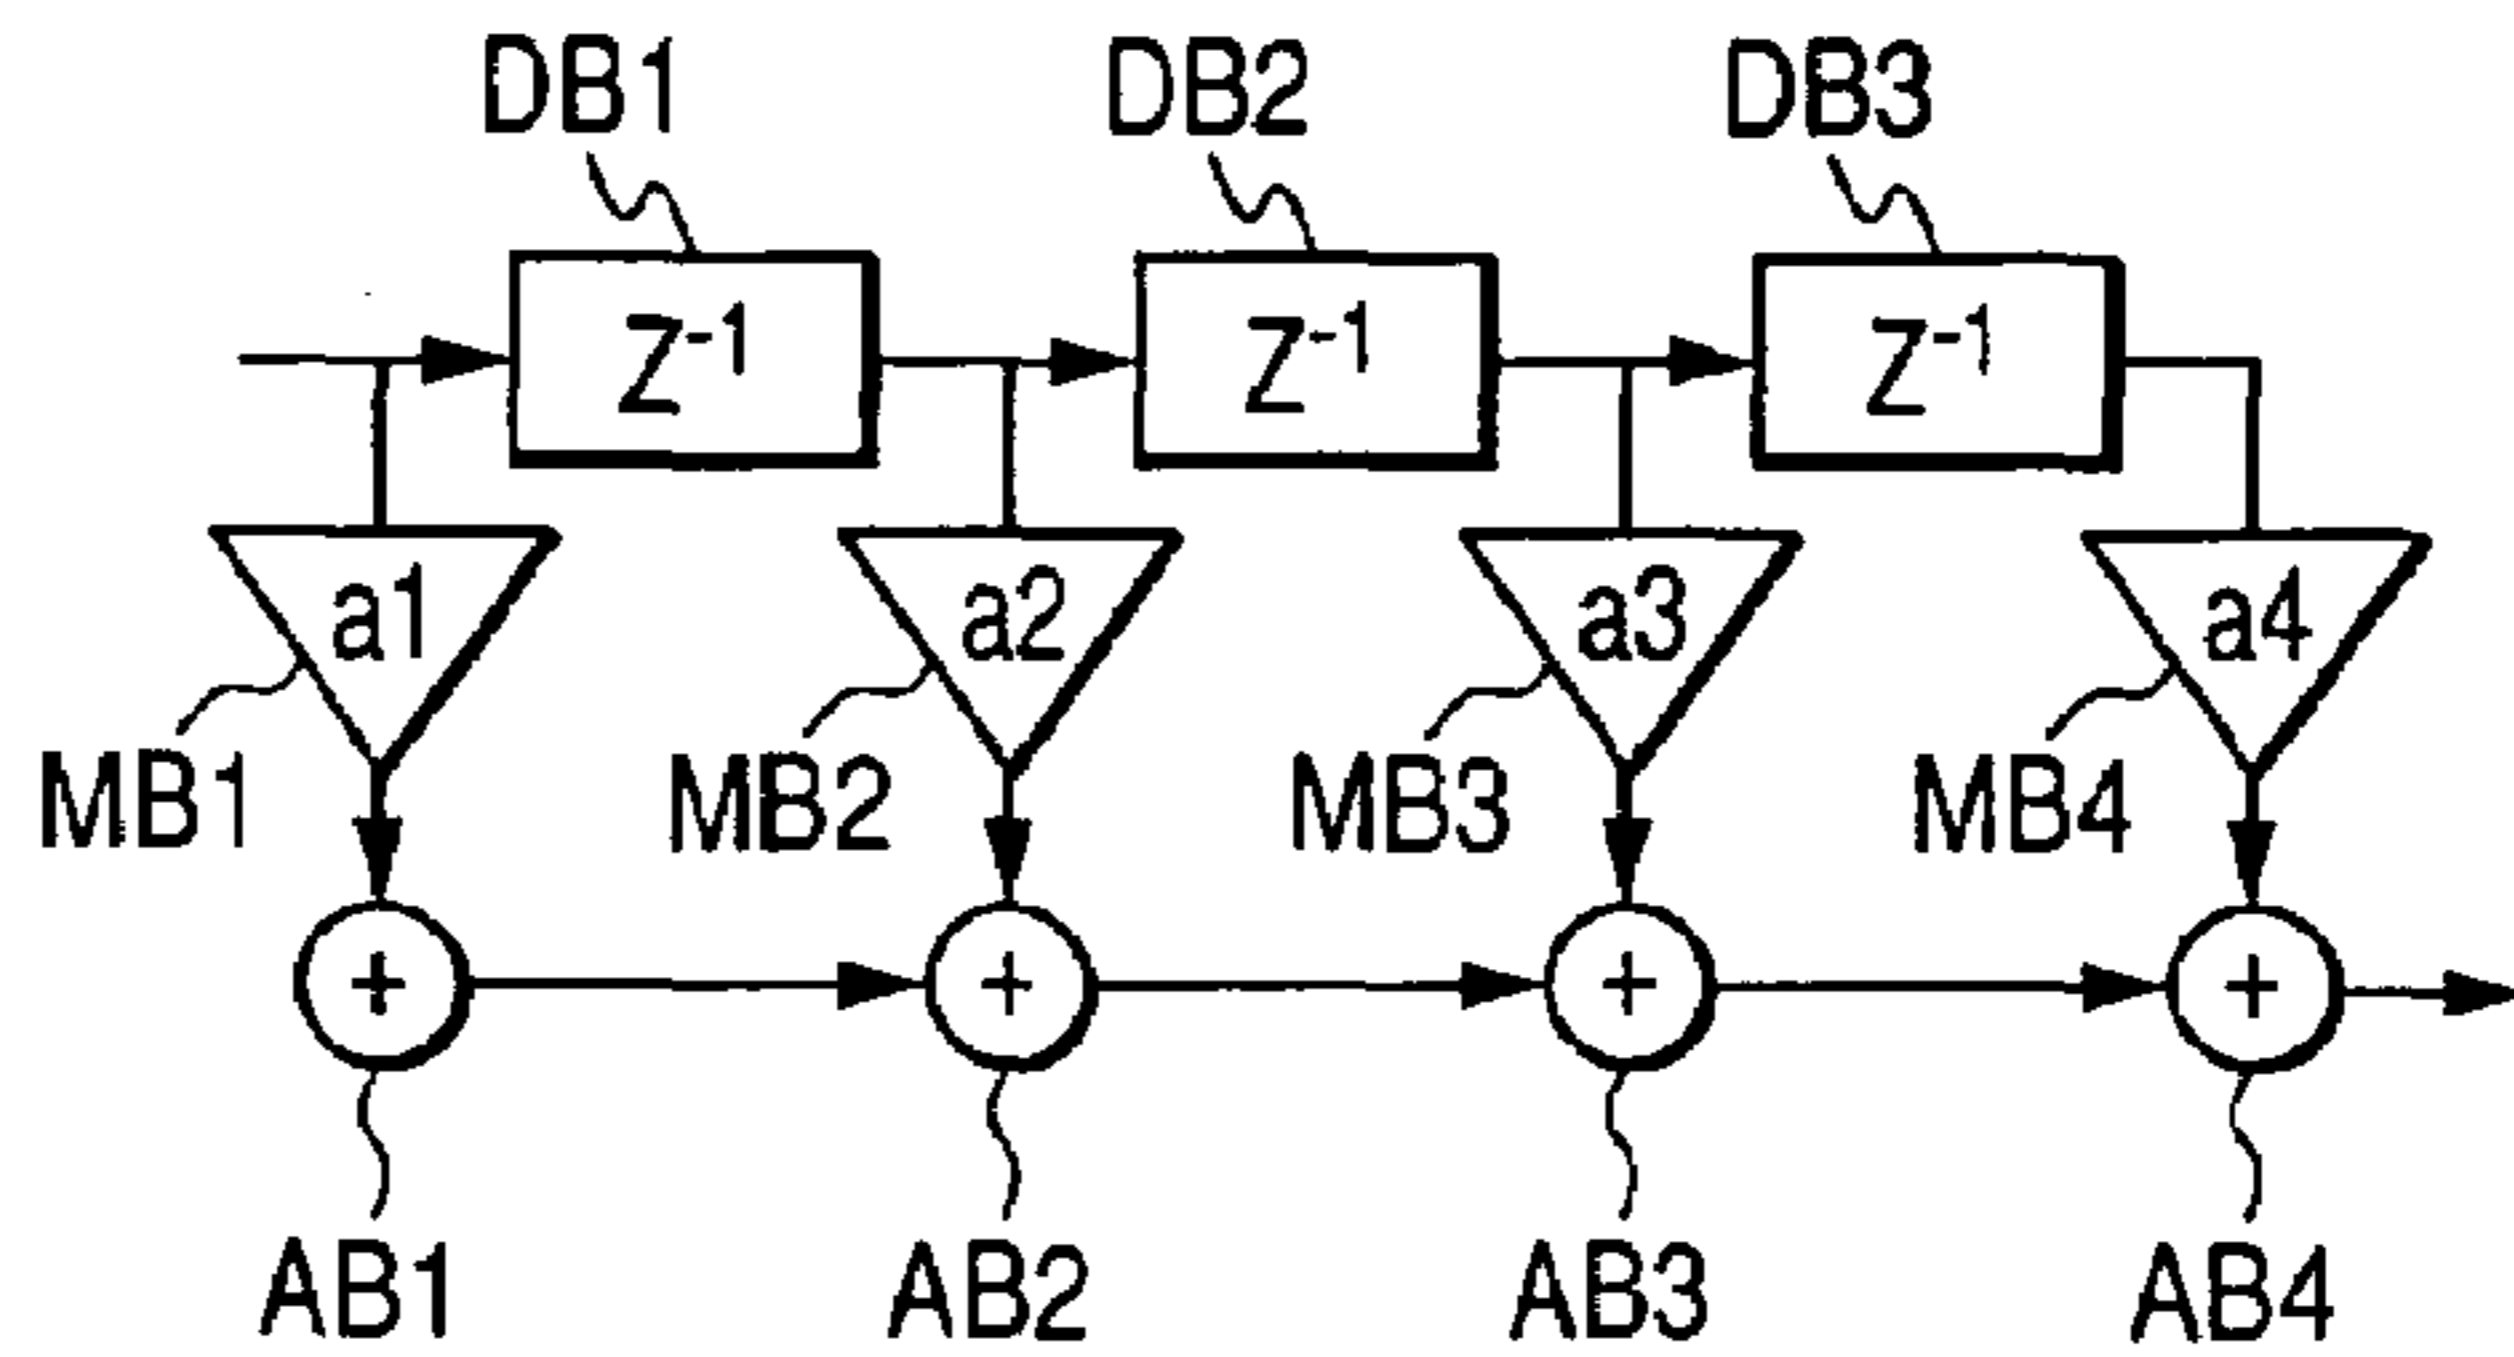 DB1 DB2 DB3
Z-1 Z-1 Z-1
a1 a2 a3 a4
MB1 MB2 MB3 MB4
+ + + +
AB1 AB2 AB3 AB4